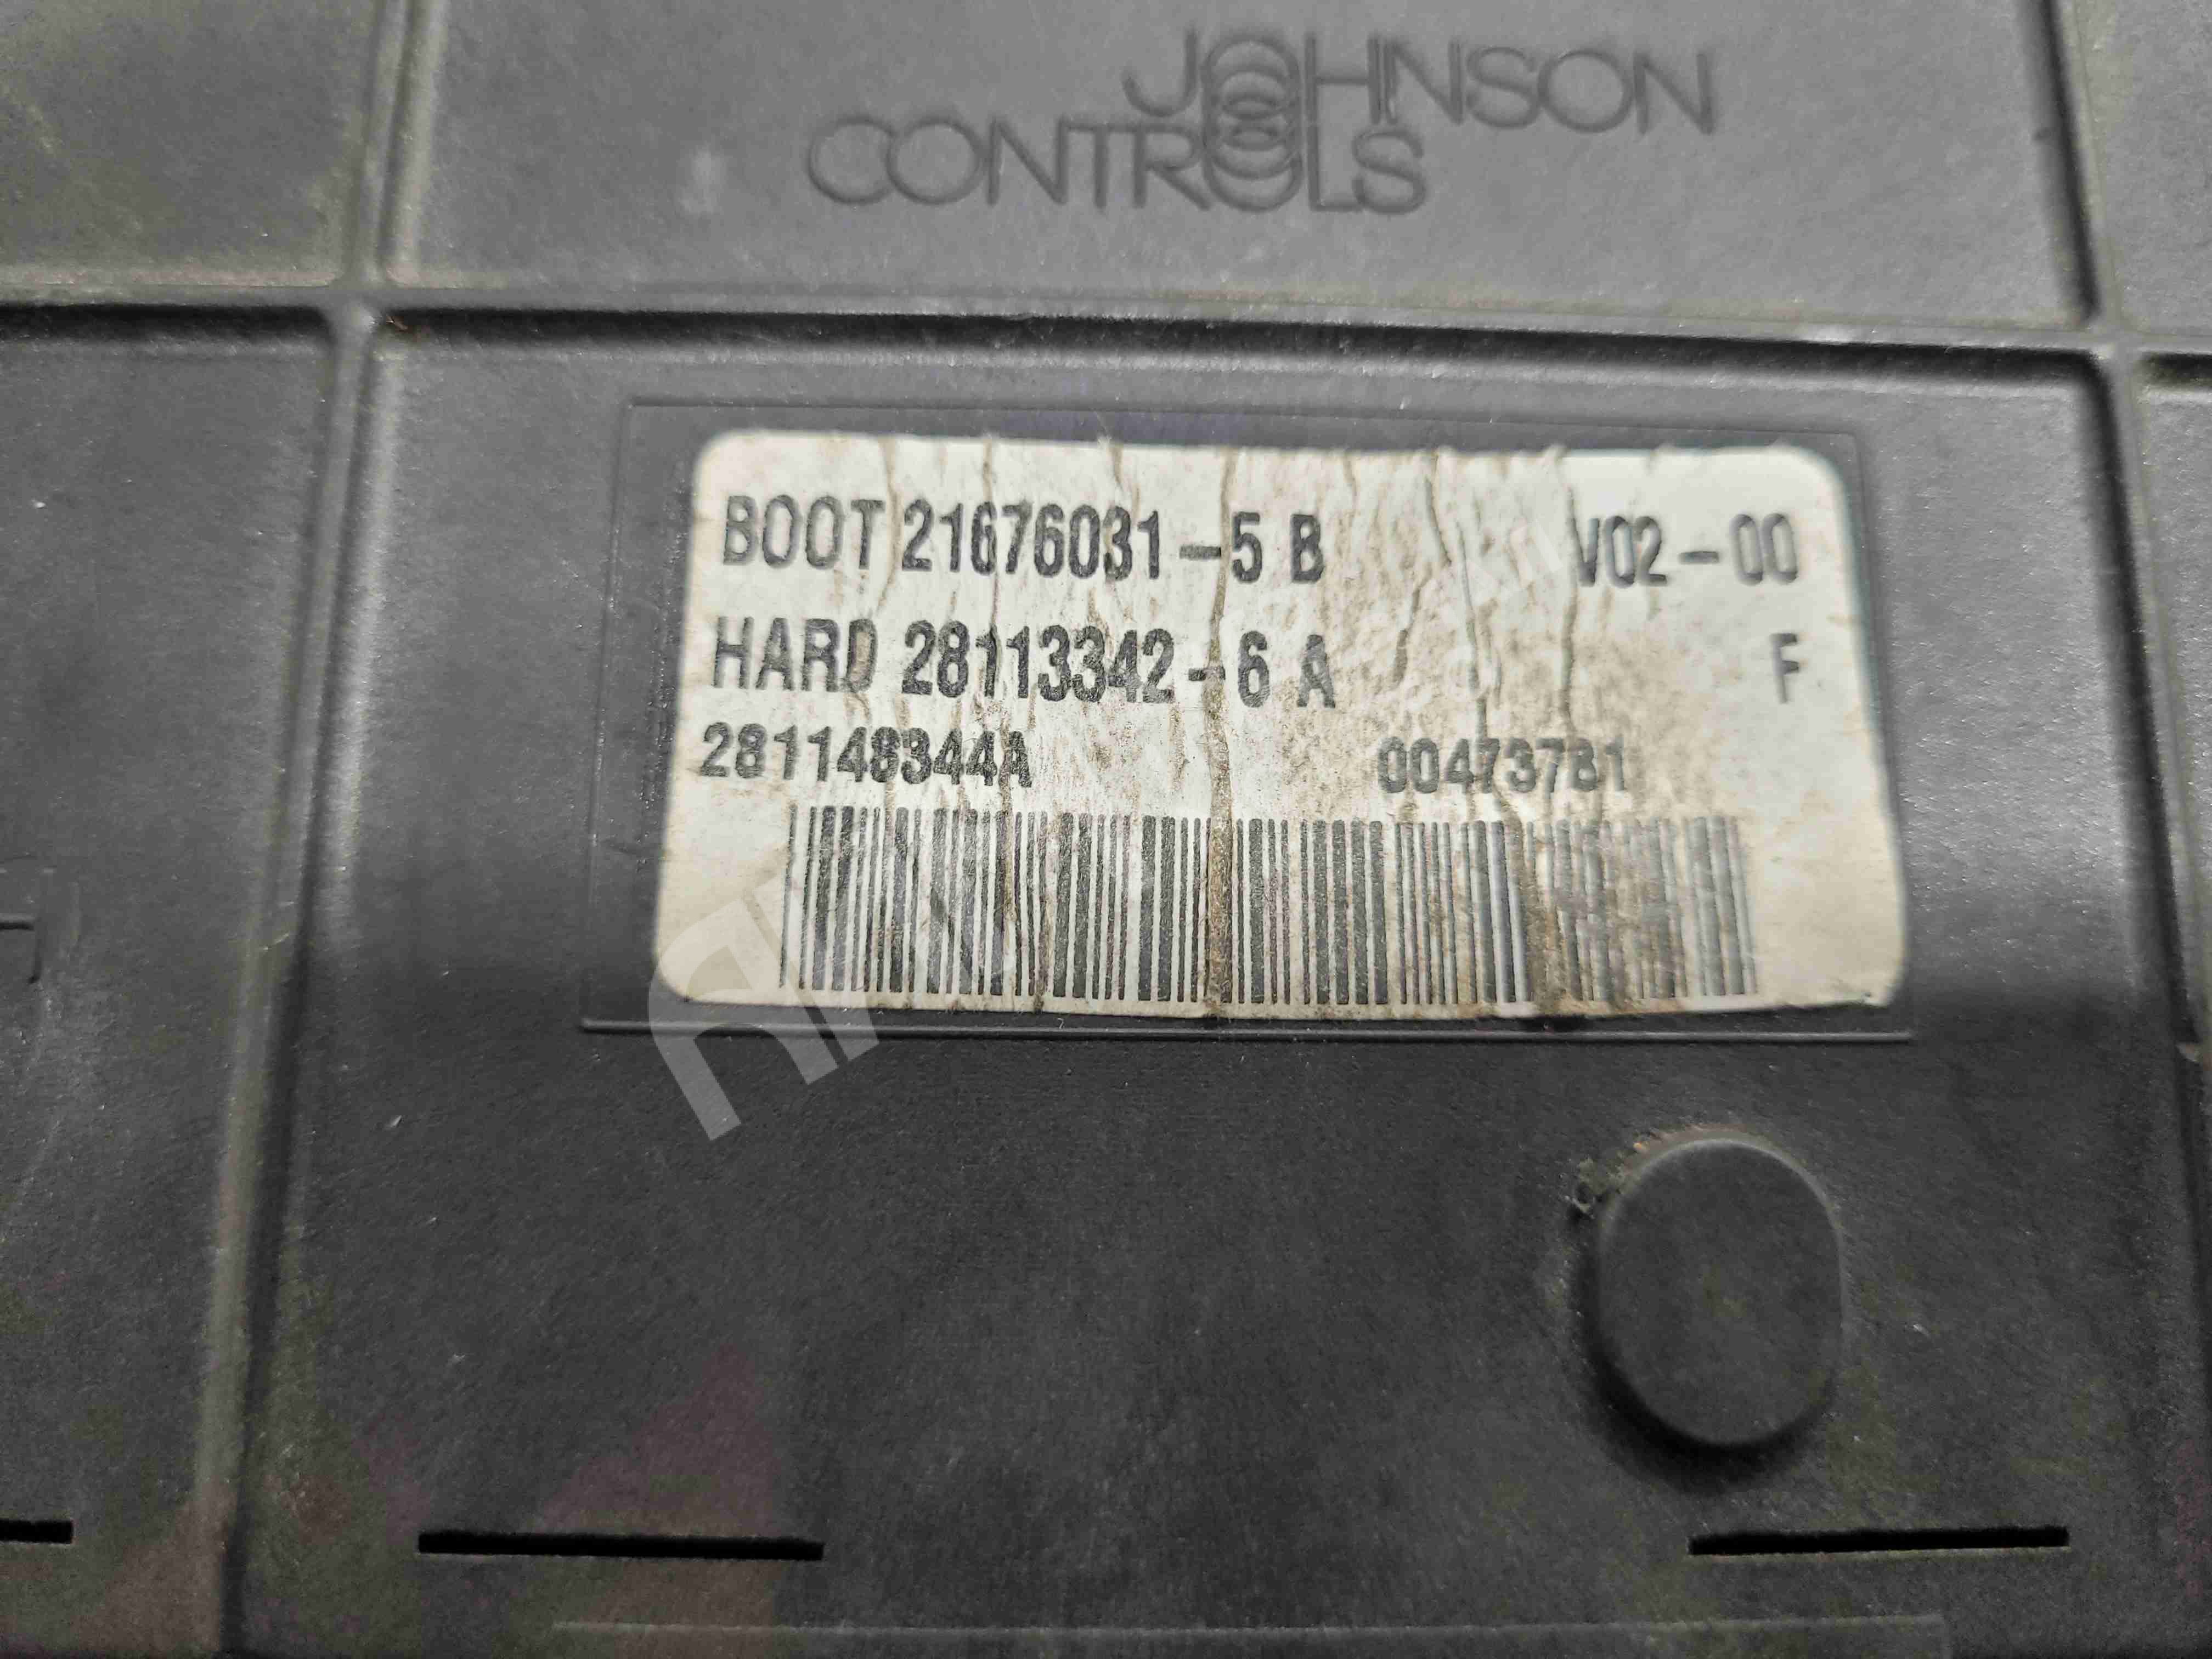 JOHNSON
CONTROLS
BOOT 21676031-5 B V02-00
HARD 28113342-6 A F
281148344A 00473781